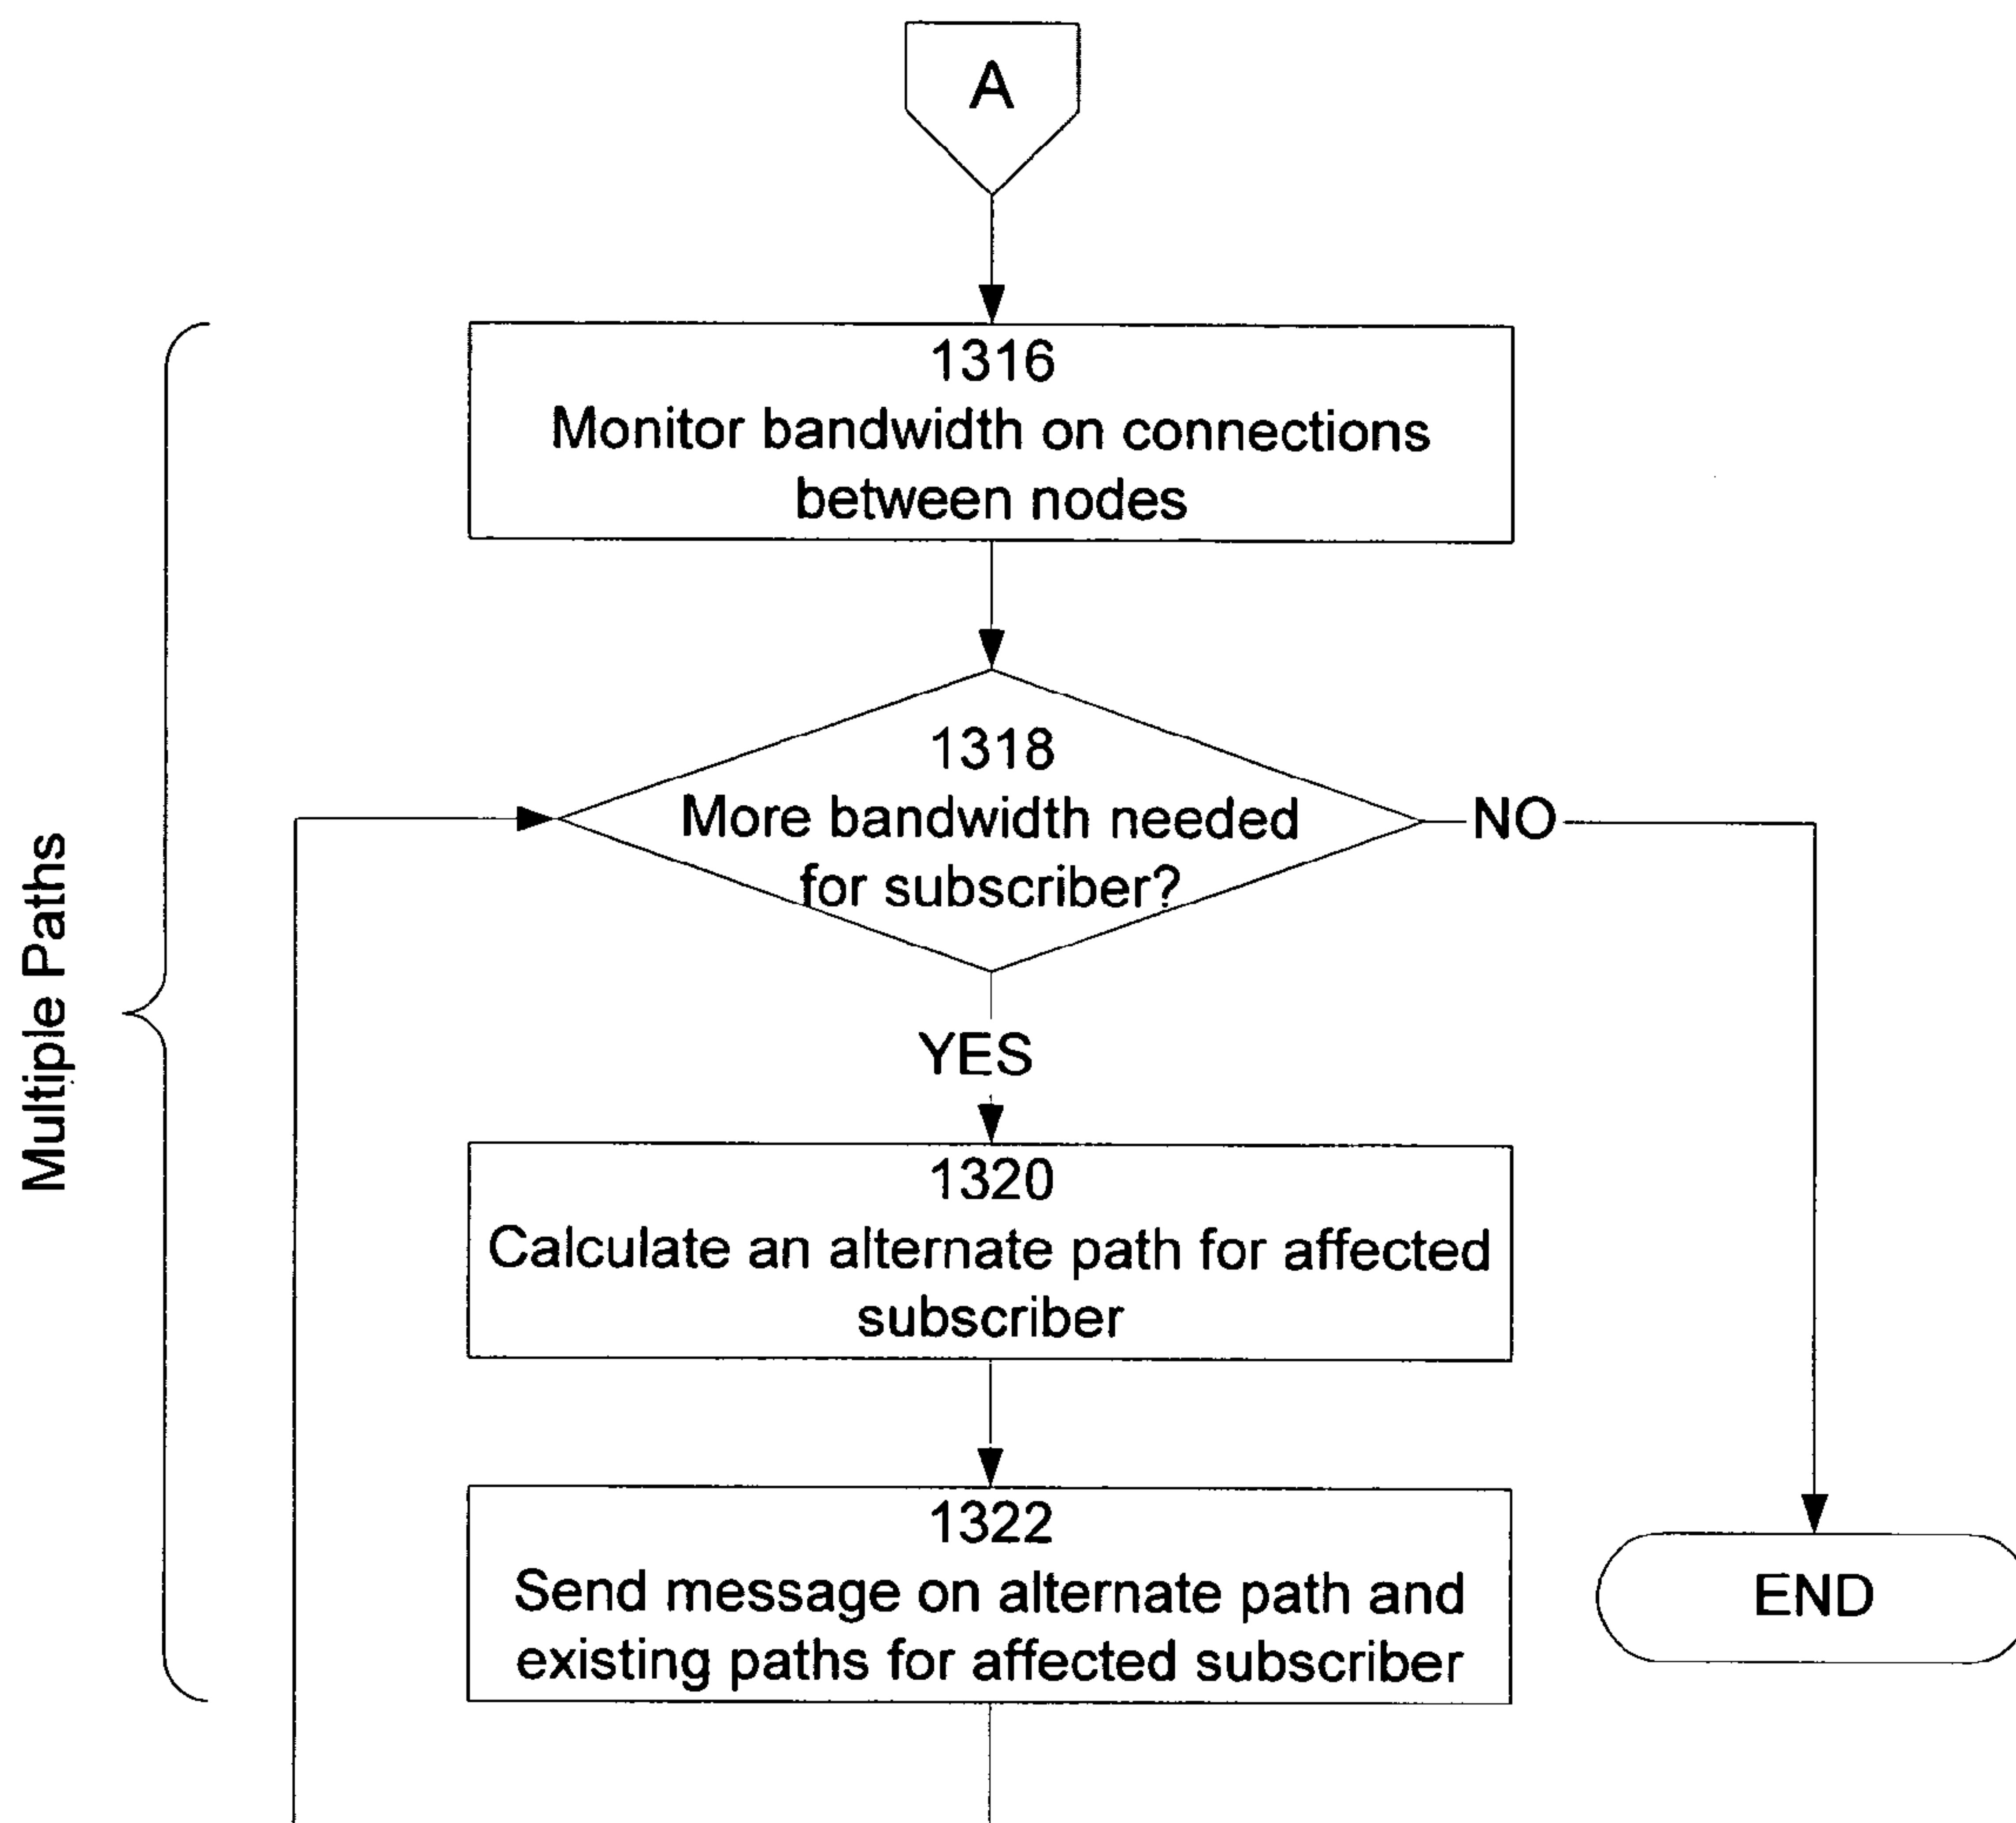 A
1316
Monitor bandwidth on connections
between nodes
1318
More bandwidth needed
for subscriber?
NO
YES
Multiple Paths
1320
Calculate an alternate path for affected
subscriber
1322
Send message on alternate path and
existing paths for affected subscriber
END